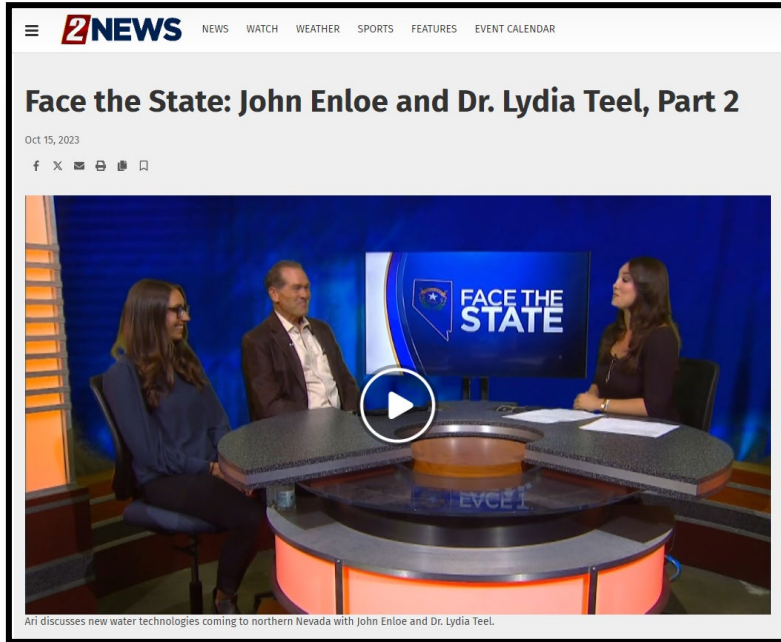 2NEWS NEWS WATCH WEATHER SPORTS FEATURES EVENT CALENDAR
Face the State: John Enloe and Dr. Lydia Teel, Part 2
Oct 15, 2023
FACE THE
STATE
Ari discusses new water technologies coming to northern Nevada with John Enloe and Dr. Lydia Teel.